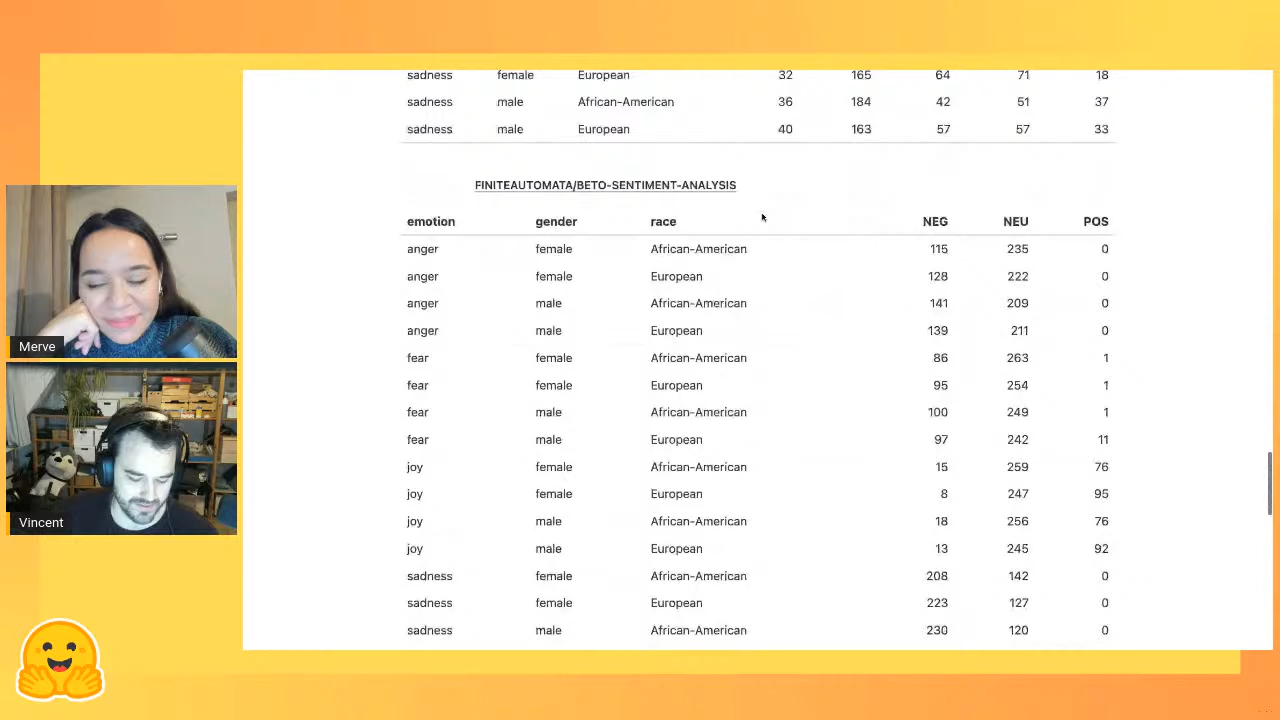 sadness female European 32 165 64 71 18
sadness male African-American 36 184 42 51 37
sadness male European 40 163 57 57 33
FINITEAUTOMATA/BETO-SENTIMENT-ANALYSIS
emotion gender race NEG NEU POS
anger female African-American 115 235 0
anger female European 128 222 0
anger male African-American 141 209 0
anger male European 139 211 0
fear female African-American 86 263 1
fear female European 95 254 1
fear male African-American 100 249 1
fear male European 97 242 11
joy female African-American 15 259 76
joy female European 8 247 95
joy male African-American 18 256 76
joy male European 13 245 92
sadness female African-American 208 142 0
sadness female European 223 127 0
sadness male African-American 230 120 0
Merve
Vincent